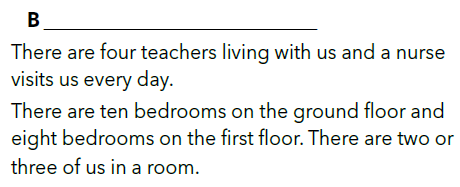 B
There are four teachers living with us and a nurse
visits us every day.
There are ten bedrooms on the ground floor and
eight bedrooms on the first floor. There are two or
three of us in a room.